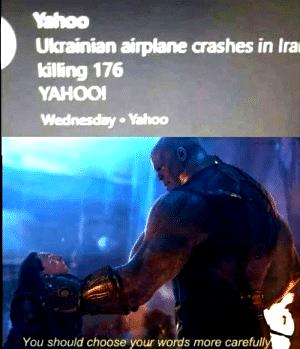 Yahoo
Ukrainian airplane crashes in Ira
killing 176
YAHOO!
Wednesday • Yahoo
You should choose your words more carefully